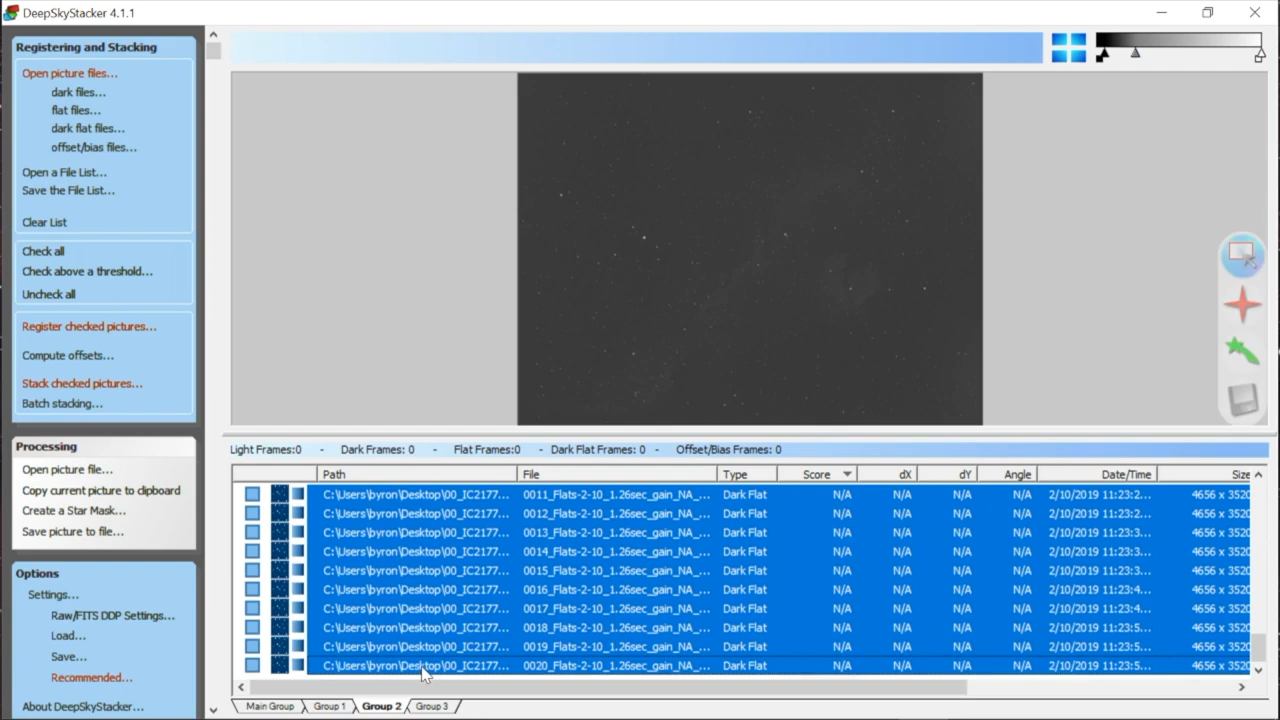 DeepSkyStacker 4.1.1
Registering and Stacking
Open picture files...
dark files...
flat files...
dark flat files...
offset/bias files...
Open a File List...
Save the File List...
Clear List
Check all
Check above a threshold...
Uncheck all
Register checked pictures...
Compute offsets...
Stack checked pictures...
Batch stacking...
Processing
Open picture file...
Copy current picture to clipboard
Create a Star Mask...
Save picture to file...
Options
Settings...
Raw/FITS DDP Settings...
Load...
Save...
Recommended...
About DeepSkyStacker...
Light Frames:0 - Dark Frames: 0 - Flat Frames:0 - Dark Flat Frames: 0 - Offset/Bias Frames: 0
Path File Type Score dX dY Angle Date/Time Size
C:\Users\byron\Desktop\00_IC2177... 0011_Flats-2-10_1.26sec_gain_NA_... Dark Flat N/A N/A N/A N/A 2/10/2019 11:23:2... 4656 x 3520
C:\Users\byron\Desktop\00_IC2177... 0012_Flats-2-10_1.26sec_gain_NA_... Dark Flat N/A N/A N/A N/A 2/10/2019 11:23:2... 4656 x 3520
C:\Users\byron\Desktop\00_IC2177... 0013_Flats-2-10_1.26sec_gain_NA_... Dark Flat N/A N/A N/A N/A 2/10/2019 11:23:3... 4656 x 3520
C:\Users\byron\Desktop\00_IC2177... 0014_Flats-2-10_1.26sec_gain_NA_... Dark Flat N/A N/A N/A N/A 2/10/2019 11:23:3... 4656 x 3520
C:\Users\byron\Desktop\00_IC2177... 0015_Flats-2-10_1.26sec_gain_NA_... Dark Flat N/A N/A N/A N/A 2/10/2019 11:23:3... 4656 x 3520
C:\Users\byron\Desktop\00_IC2177... 0016_Flats-2-10_1.26sec_gain_NA_... Dark Flat N/A N/A N/A N/A 2/10/2019 11:23:4... 4656 x 3520
C:\Users\byron\Desktop\00_IC2177... 0017_Flats-2-10_1.26sec_gain_NA_... Dark Flat N/A N/A N/A N/A 2/10/2019 11:23:4... 4656 x 3520
C:\Users\byron\Desktop\00_IC2177... 0018_Flats-2-10_1.26sec_gain_NA_... Dark Flat N/A N/A N/A N/A 2/10/2019 11:23:5... 4656 x 3520
C:\Users\byron\Desktop\00_IC2177... 0019_Flats-2-10_1.26sec_gain_NA_... Dark Flat N/A N/A N/A N/A 2/10/2019 11:23:5... 4656 x 3520
C:\Users\byron\Desktop\00_IC2177... 0020_Flats-2-10_1.26sec_gain_NA_... Dark Flat N/A N/A N/A N/A 2/10/2019 11:23:5... 4656 x 3520
Main Group Group 1 Group 2 Group 3